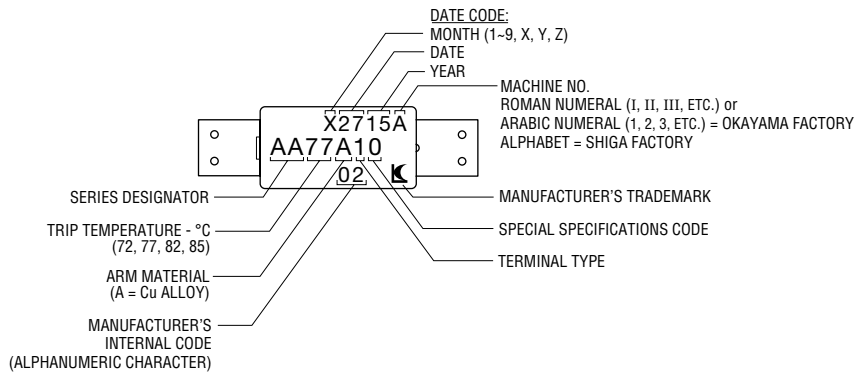 DATE CODE:
MONTH (1~9, X, Y, Z)
DATE
YEAR
MACHINE NO.
ROMAN NUMERAL (I, II, III, ETC.) or
ARABIC NUMERAL (1, 2, 3, ETC.) = OKAYAMA FACTORY
ALPHABET = SHIGA FACTORY
X2715A
AA77A10
02
SERIES DESIGNATOR
TRIP TEMPERATURE - °C
(72, 77, 82, 85)
ARM MATERIAL
(A = Cu ALLOY)
MANUFACTURER'S
INTERNAL CODE
(ALPHANUMERIC CHARACTER)
MANUFACTURER'S TRADEMARK
SPECIAL SPECIFICATIONS CODE
TERMINAL TYPE